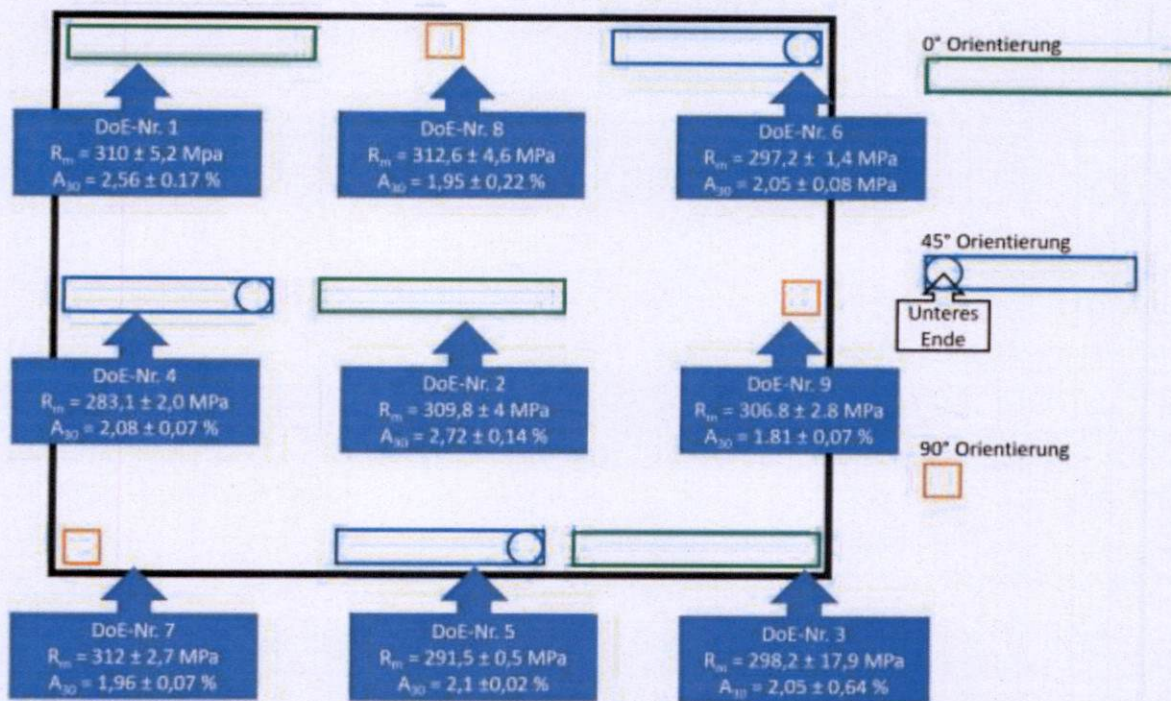 0° Orientierung
DoE-Nr. 1
Rₘ = 310 ± 5,2 Mpa
A₃₀ = 2,56 ± 0.17 %
DoE-Nr. 8
Rₘ = 312,6 ± 4,6 MPa
A₃₀ = 1,95 ± 0,22 %
DoE-Nr. 6
Rₘ = 297,2 ± 1,4 MPa
A₃₀ = 2,05 ± 0,08 MPa
45° Orientierung
Unteres
Ende
DoE-Nr. 4
Rₘ = 283,1 ± 2,0 MPa
A₃₀ = 2,08 ± 0,07 %
DoE-Nr. 2
Rₘ = 309,8 ± 4 MPa
A₃₀ = 2,72 ± 0,14 %
DoE-Nr. 9
Rₘ = 306.8 ± 2.8 MPa
A₃₀ = 1.81 ± 0,07 %
90° Orientierung
DoE-Nr. 7
Rₘ = 312 ± 2,7 MPa
A₃₀ = 1,96 ± 0,07 %
DoE-Nr. 5
Rₘ = 291,5 ± 0,5 MPa
A₃₀ = 2,1 ±0,02 %
DoE-Nr. 3
Rₘ = 298,2 ± 17,9 MPa
A₃₀ = 2,05 ± 0,64 %